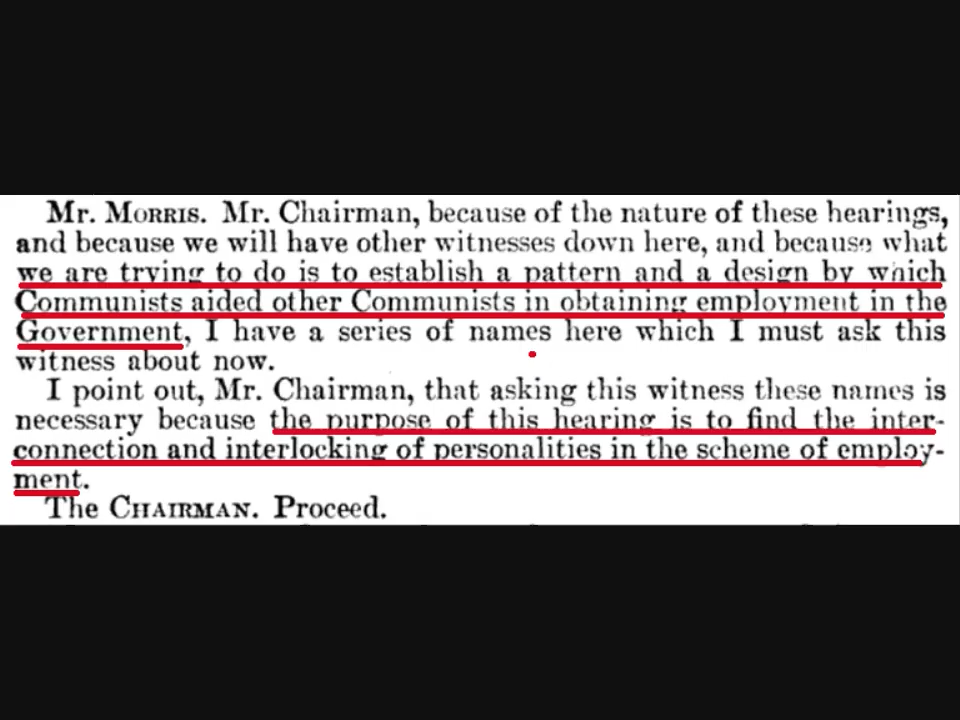 Mr. MORRIS. Mr. Chairman, because of the nature of these hearings,
and because we will have other witnesses down here, and because what
we are trying to do is to establish a pattern and a design by which
Communists aided other Communists in obtaining employment in the
Government, I have a series of names here which I must ask this
witness about now.
I point out, Mr. Chairman, that asking this witness these names is
necessary because the purpose of this hearing is to find the inter-
connection and interlocking of personalities in the scheme of employ-
ment.
The CHAIRMAN. Proceed.